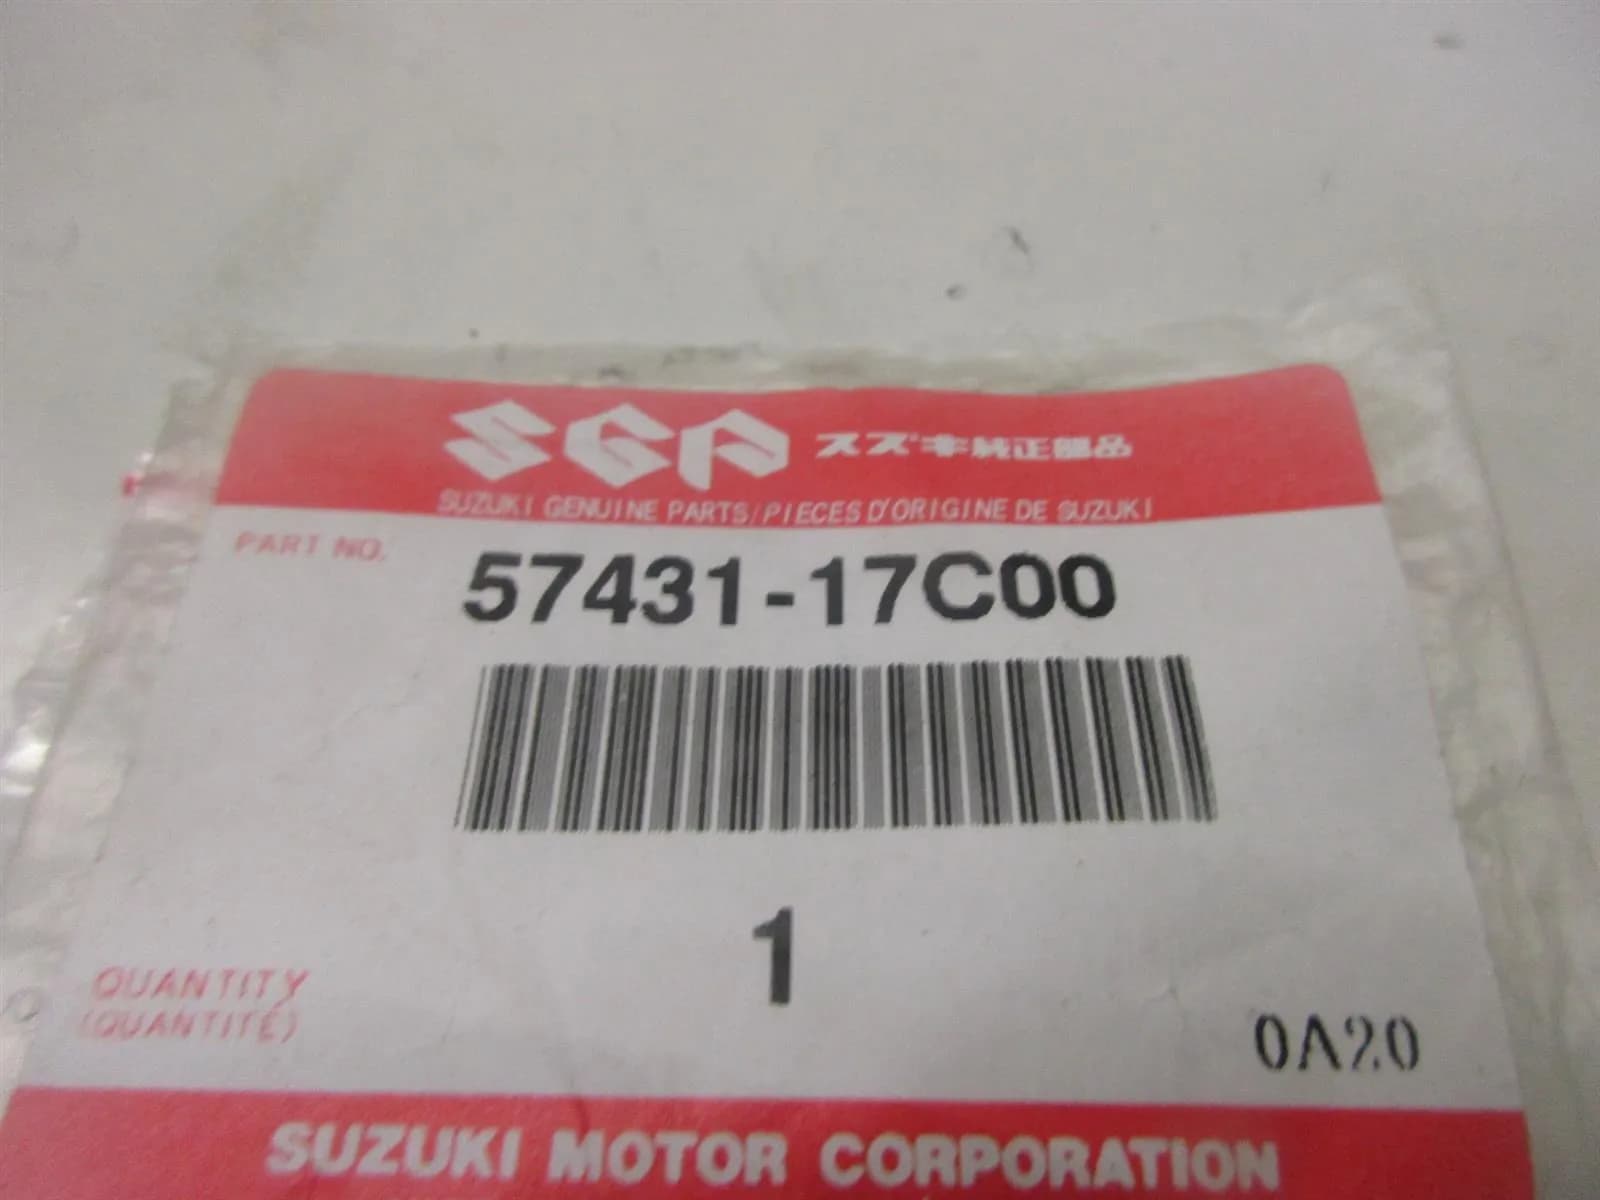 SGP スズキ純正部品
SUZUKI GENUINE PARTS/PIECES D'ORIGINE DE SUZUKI
PART NO.
57431-17C00
1
QUANTITY
(QUANTITÉ)
0A20
SUZUKI MOTOR CORPORATION